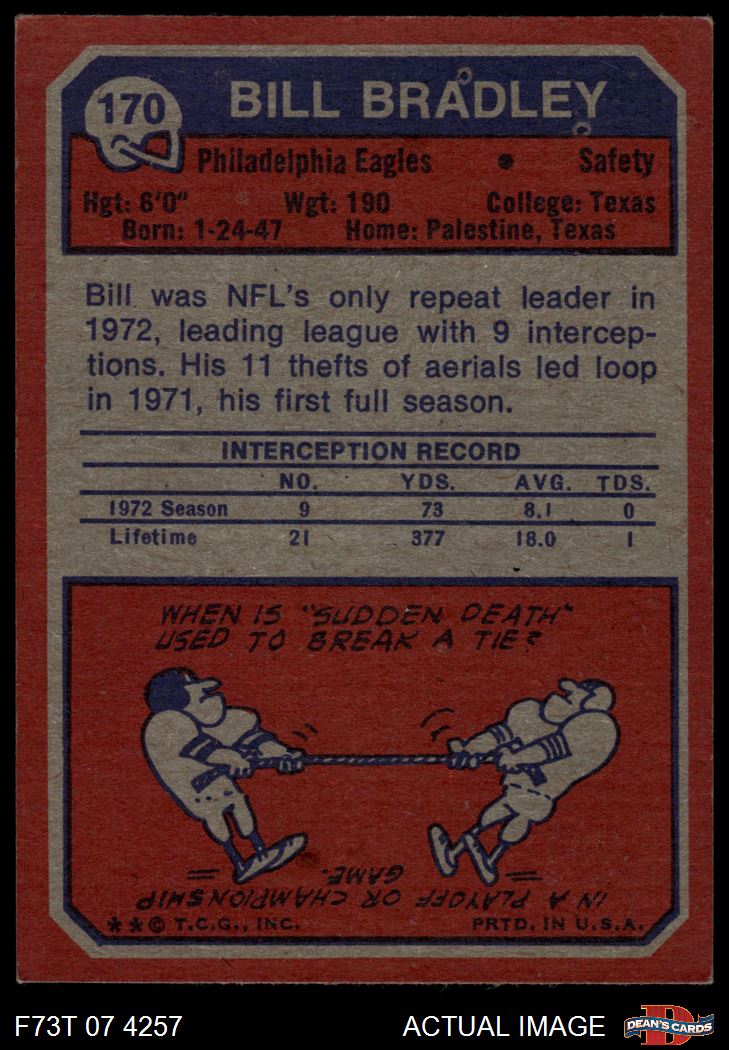 170 BILL BRADLEY
Philadelphia Eagles • Safety
Hgt: 6'0" Wgt: 190 College: Texas
Born: 1-24-47 Home: Palestine, Texas
Bill was NFL's only repeat leader in
1972, leading league with 9 intercep-
tions. His 11 thefts of aerials led loop
in 1971, his first full season.
INTERCEPTION RECORD
NO. YDS. AVG. TDS.
1972 Season 9 73 8.1 0
Lifetime 21 377 18.0 1
WHEN IS "SUDDEN DEATH"
USED TO BREAK A TIE?
IN A PLAYOFF OR CHAMPIONSHIP
GAME.
**© T.C.G., INC. PRTD. IN U.S.A.
F73T 07 4257 ACTUAL IMAGE D DEAN'S CARDS